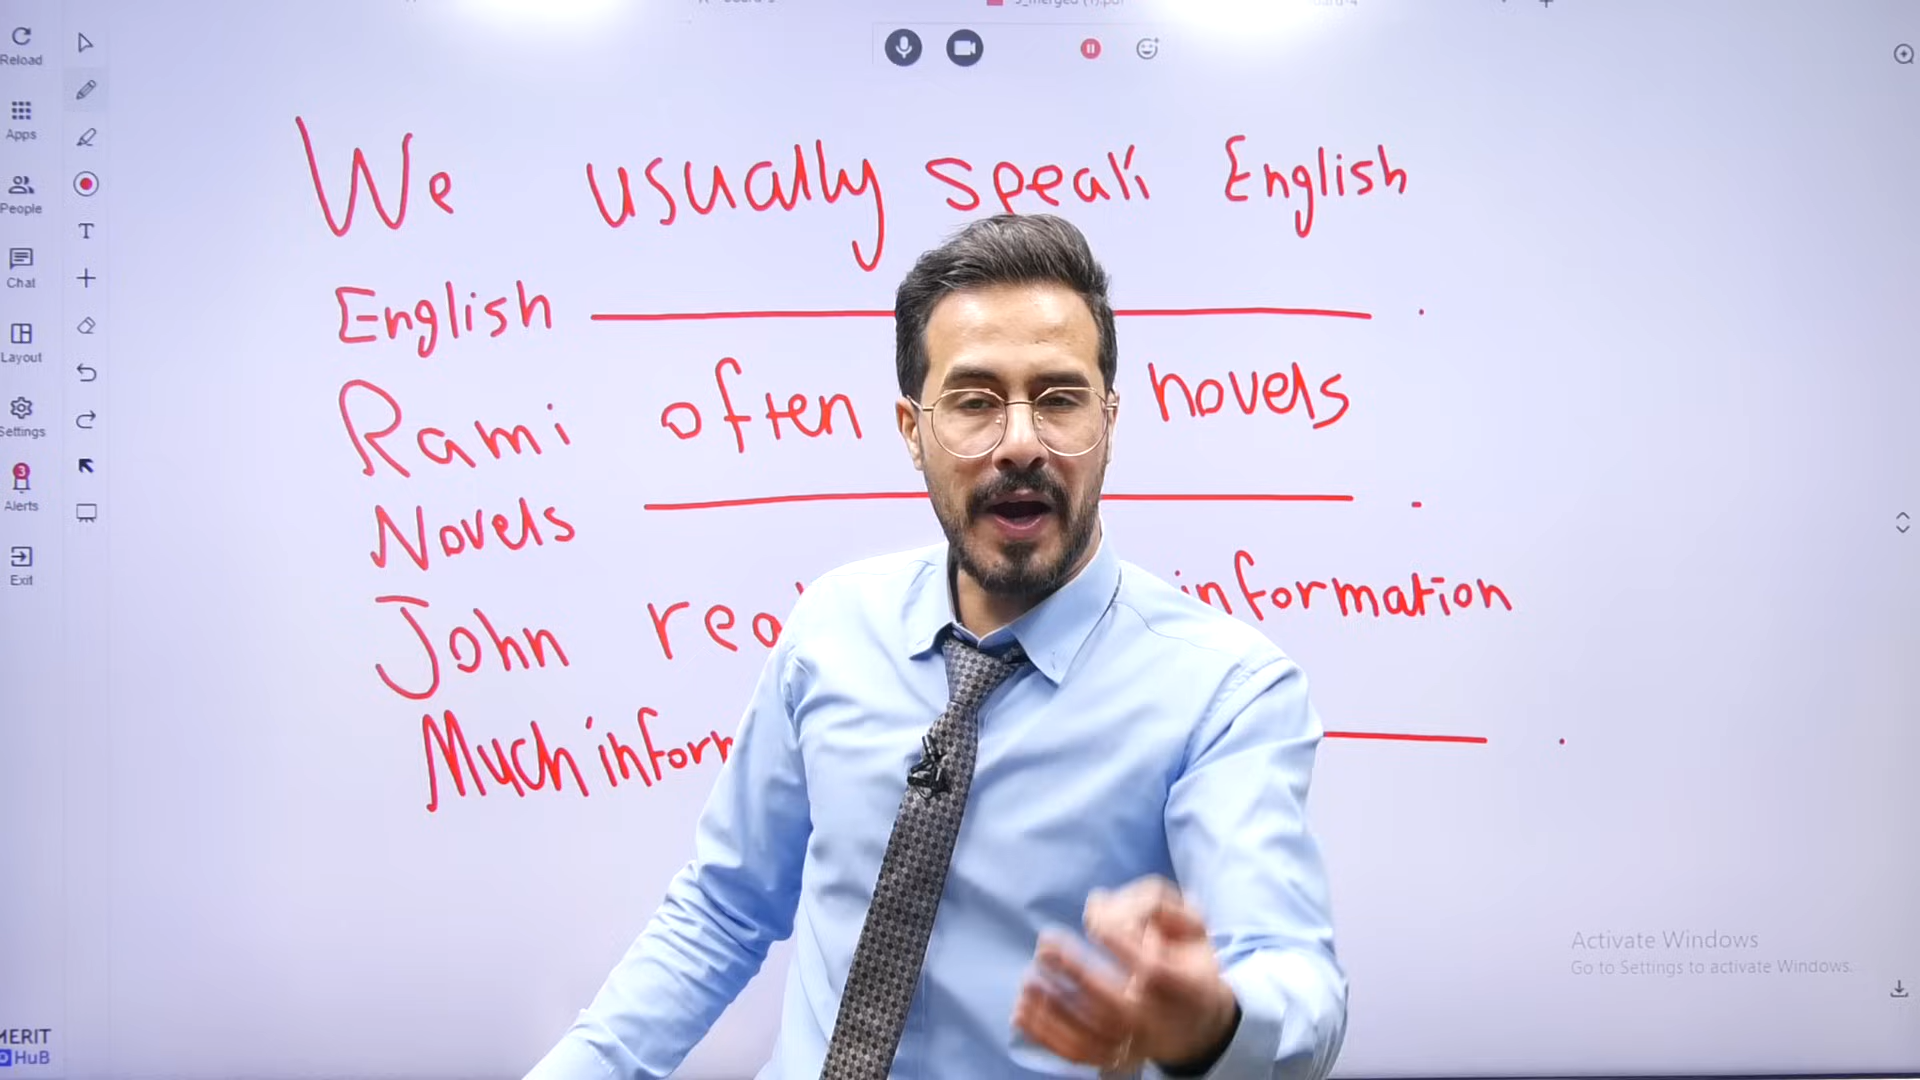 Reload
Apps
People
Chat
Layout
Settings
3
Alerts
Exit
T
We usually speak English
English .
Rami often novels
Novels .
John information
Much .
Activate Windows
Go to Settings to activate Windows.
MERIT
HuB